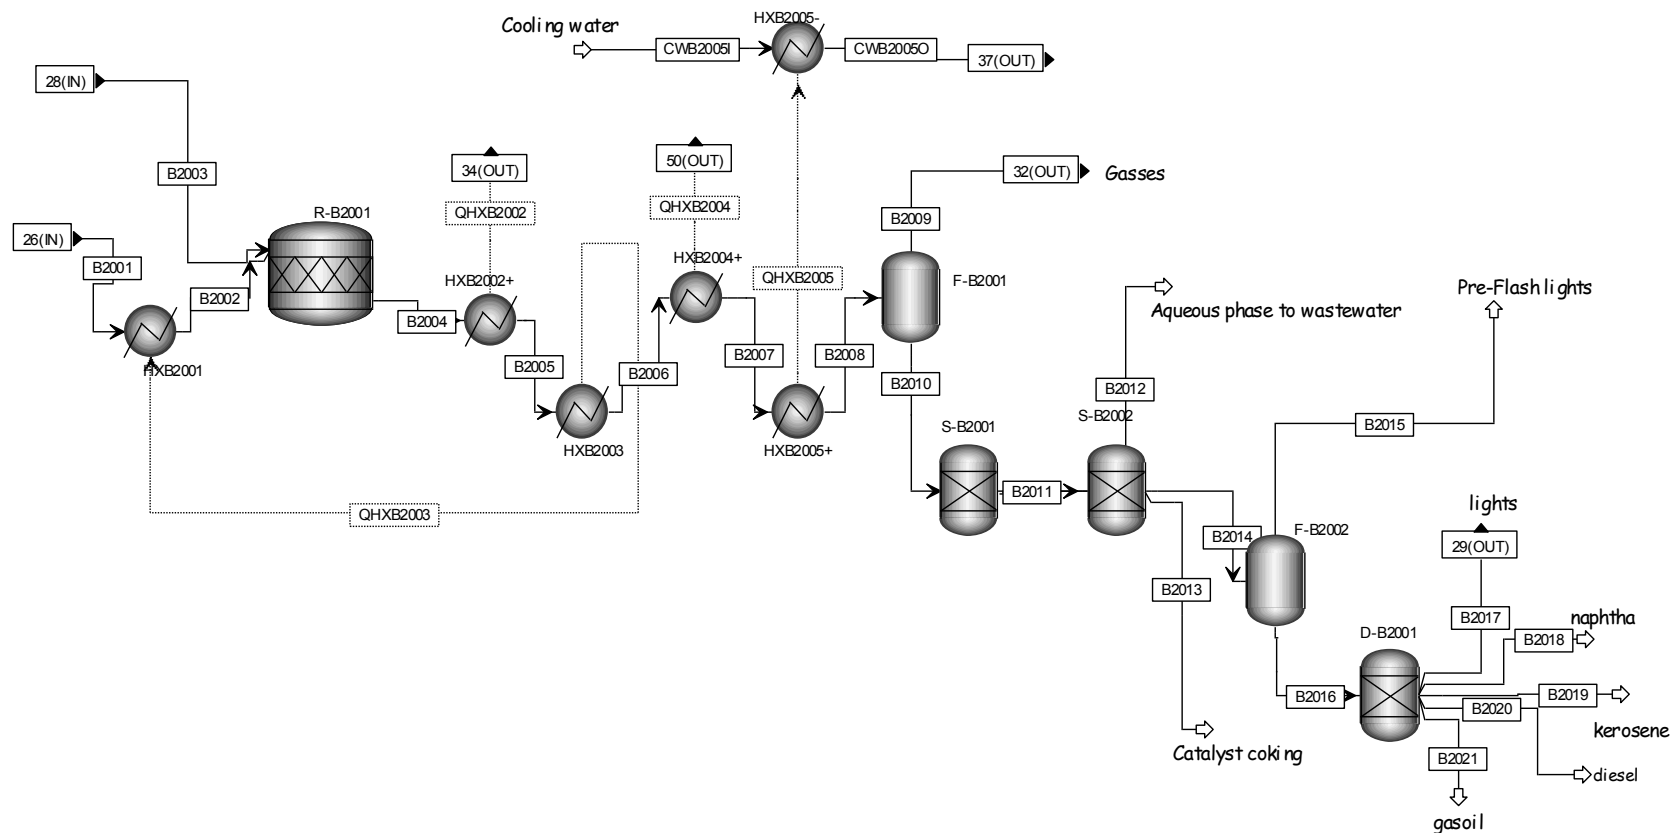 HXB2005-
Cooling water
CWB2005I
CWB2005O
37(OUT)
28(IN)
50(OUT)
34(OUT)
32(OUT)
Gasses
B2003
QHXB2002
QHXB2004
B2009
R-B2001
26(IN)
B2001
HXB2004+
QHXB2005
F-B2001
HXB2002+
B2002
B2004
Pre-Flash lights
Aqueous phase to wastewater
B2005
B2006
B2007
B2008
HXB2001
B2010
B2012
S-B2002
S-B2001
B2015
HXB2003
HXB2005+
B2011
QHXB2003
lights
29(OUT)
B2014
F-B2002
B2013
B2017
naphtha
B2018
D-B2001
B2016
B2019
B2020
kerosene
Catalyst coking
B2021
diesel
gasoil